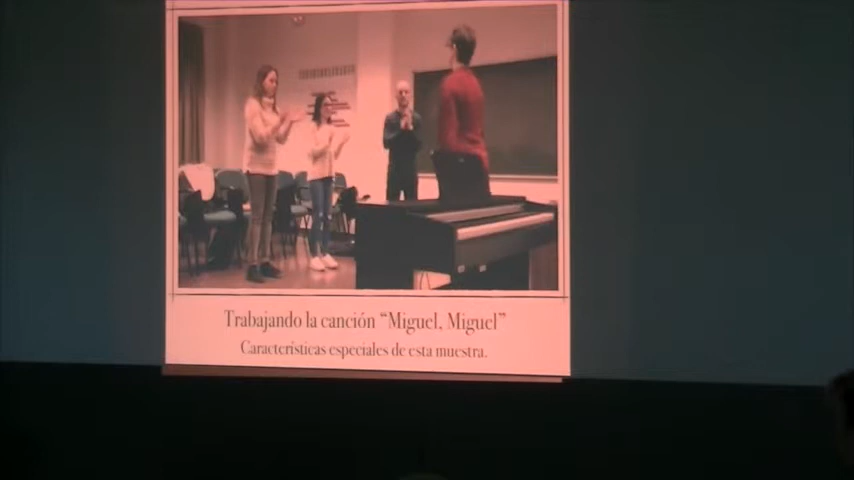 Trabajando la canción “Miguel, Miguel”
Características especiales de esta muestra.